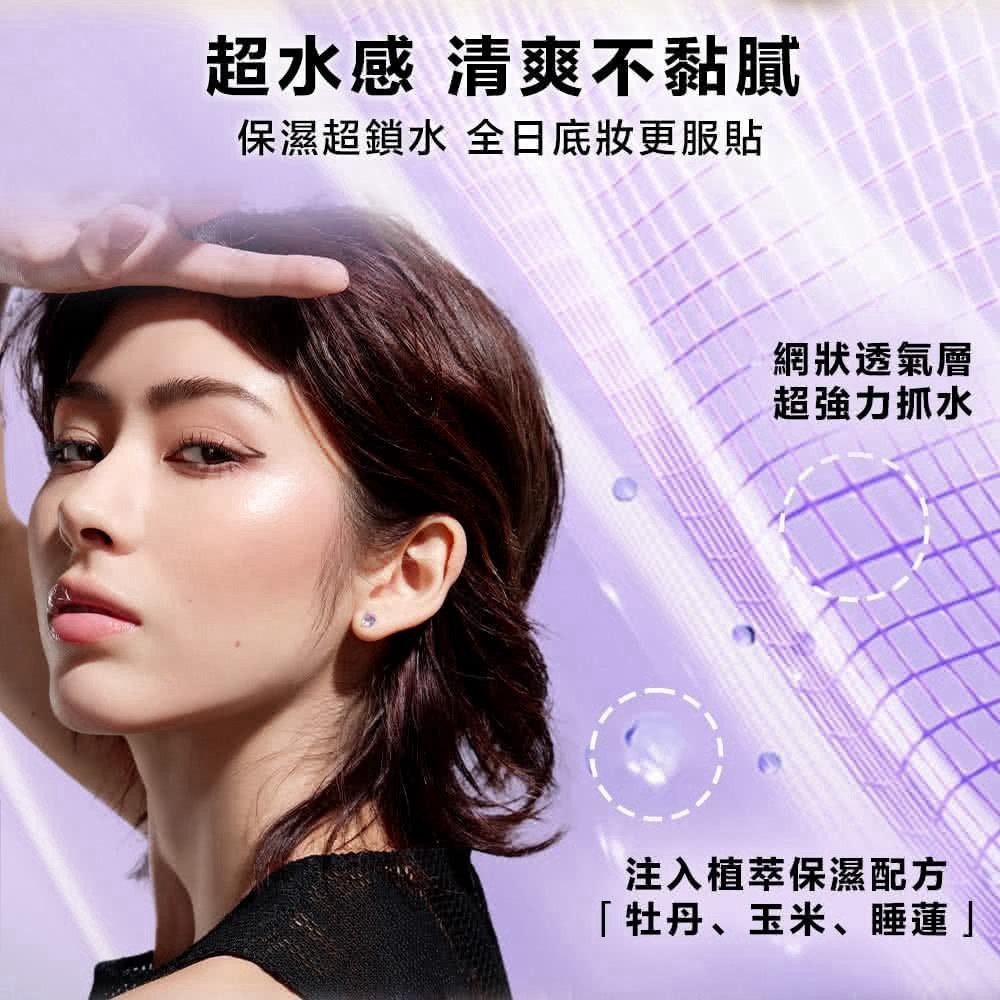 超水感 清爽不黏膩
保濕超鎖水 全日底妝更服貼
網狀透氣層
超強力抓水
注入植萃保濕配方
「牡丹、玉米、睡蓮」